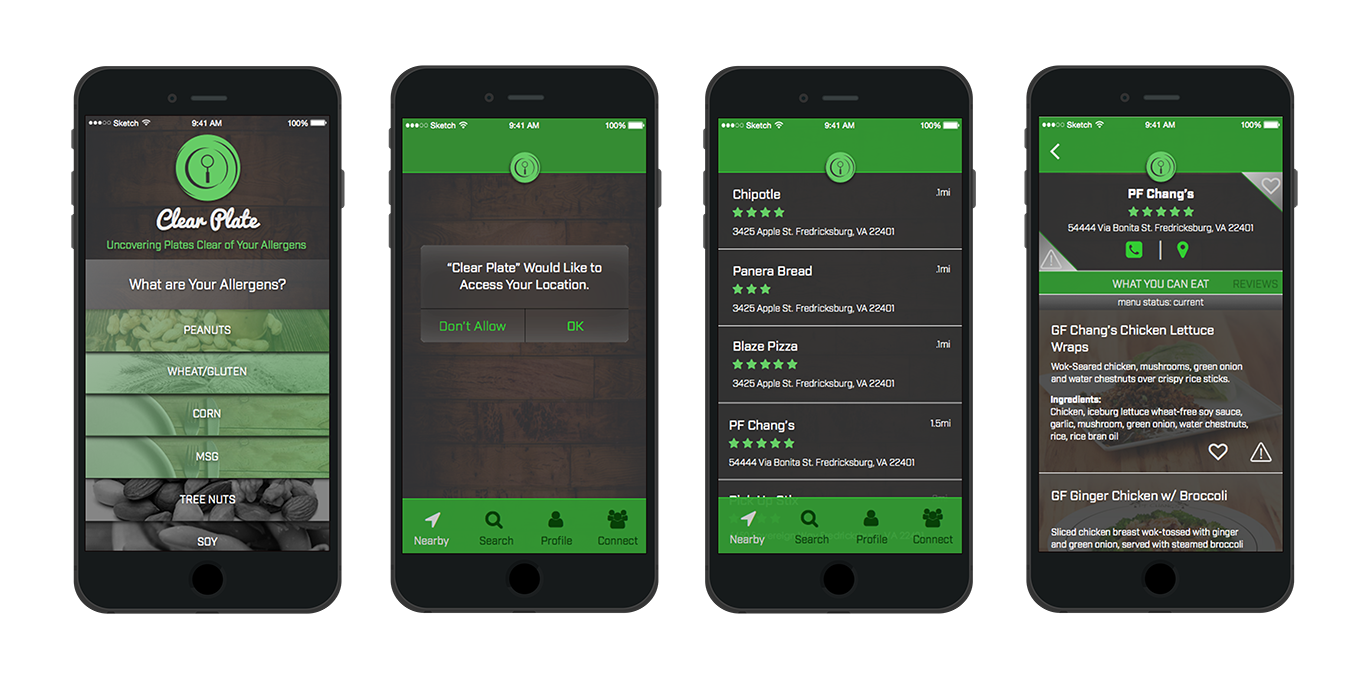 Sketch 9:41 AM 100%
Clear Plate
Uncovering Plates Clear of Your Allergens
What are Your Allergens?
PEANUTS
WHEAT/GLUTEN
CORN
MSG
TREE NUTS
SOY
Sketch 9:41 AM 100%
“Clear Plate” Would Like to
Access Your Location.
Don't Allow OK
Nearby Search Profile Connect
Sketch 9:41 AM 100%
Chipotle .1mi
3425 Apple St. Fredricksburg, VA 22401
Panera Bread .1mi
3425 Apple St. Fredricksburg, VA 22401
Blaze Pizza .1mi
3425 Apple St. Fredricksburg, VA 22401
PF Chang's 1.5mi
54444 Via Bonita St. Fredricksburg, VA 22401
Pick Up Stix
Nearby Search Profile Connect
Sketch 9:41 AM 100%
PF Chang's
54444 Via Bonita St. Fredricksburg, VA 22401
WHAT YOU CAN EAT REVIEWS
menu status: current
GF Chang's Chicken Lettuce
Wraps
Wok-Seared chicken, mushrooms, green onion
and water chestnuts over crispy rice sticks.
Ingredients:
Chicken, iceburg lettuce wheat-free soy sauce,
garlic, mushroom, green onion, water chestnuts,
rice, rice bran oil
GF Ginger Chicken w/ Broccoli
Sliced chicken breast wok-tossed with ginger
and green onion, served with steamed broccoli